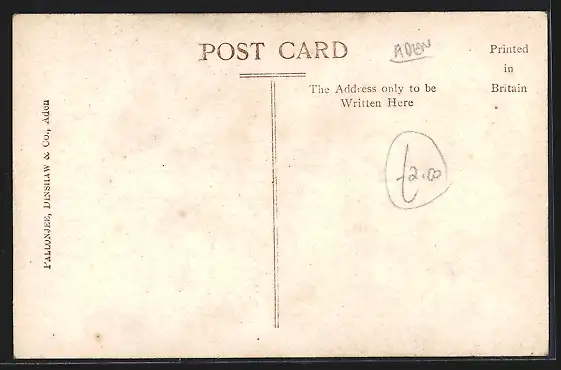 POST CARD
ADEN
Printed
in
Britain
The Address only to be
Written Here
£2.00
PALLONJEE, DINSHAW & Co., Aden